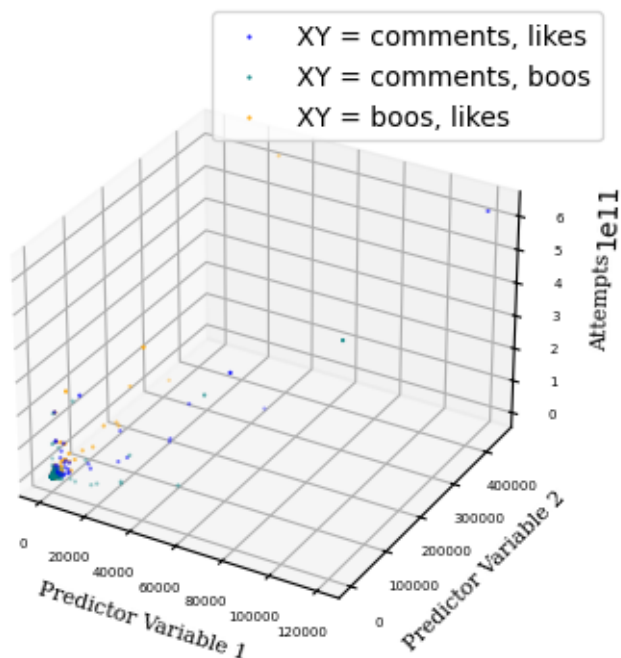 XY = comments, likes
XY = comments, boos
XY = boos, likes
1e11
Attempts
6
5
4
3
2
1
0
400000
300000
200000
100000
0
Predictor Variable 2
0
20000
40000
60000
80000
100000
120000
Predictor Variable 1